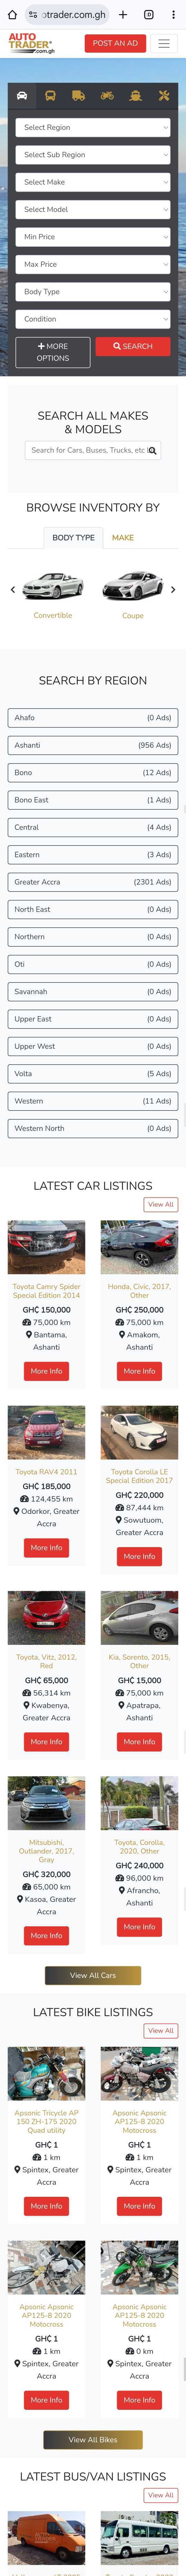 otrader.com.gh
AUTO
TRADER
.com.gh
POST AN AD
Select Region
Select Sub Region
Select Make
Select Model
Min Price
Max Price
Body Type
Condition
MORE
OPTIONS
SEARCH
SEARCH ALL MAKES
& MODELS
Search for Cars, Buses, Trucks, etc
BROWSE INVENTORY BY
BODY TYPE
MAKE
Convertible
Coupe
SEARCH BY REGION
Ahafo (0 Ads)
Ashanti (956 Ads)
Bono (12 Ads)
Bono East (1 Ads)
Central (4 Ads)
Eastern (3 Ads)
Greater Accra (2301 Ads)
North East (0 Ads)
Northern (0 Ads)
Oti (0 Ads)
Savannah (0 Ads)
Upper East (0 Ads)
Upper West (0 Ads)
Volta (5 Ads)
Western (11 Ads)
Western North (0 Ads)
LATEST CAR LISTINGS
View All
Toyota Camry Spider
Special Edition 2014
GH₵ 150,000
75,000 km
Bantama,
Ashanti
More Info
Honda, Civic, 2017,
Other
GH₵ 250,000
75,000 km
Amakom,
Ashanti
More Info
Toyota RAV4 2011
GH₵ 185,000
124,455 km
Odorkor, Greater
Accra
More Info
Toyota Corolla LE
Special Edition 2017
GH₵ 220,000
87,444 km
Sowutuom,
Greater Accra
More Info
Toyota, Vitz, 2012,
Red
GH₵ 65,000
56,314 km
Kwabenya,
Greater Accra
More Info
Kia, Sorento, 2015,
Other
GH₵ 15,000
75,000 km
Apatrapa,
Ashanti
More Info
Mitsubishi,
Outlander, 2017,
Gray
GH₵ 320,000
65,000 km
Kasoa, Greater
Accra
More Info
Toyota, Corolla,
2020, Other
GH₵ 240,000
96,000 km
Afrancho,
Ashanti
More Info
View All Cars
LATEST BIKE LISTINGS
View All
Apsonic Tricycle AP
150 ZH-175 2020
Quad utility
GH₵ 1
1 km
Spintex, Greater
Accra
More Info
Apsonic Apsonic
AP125-8 2020
Motocross
GH₵ 1
1 km
Spintex, Greater
Accra
More Info
Apsonic Apsonic
AP125-8 2020
Motocross
GH₵ 1
1 km
Spintex, Greater
Accra
More Info
Apsonic Apsonic
AP125-8 2020
Motocross
GH₵ 1
0 km
Spintex, Greater
Accra
More Info
View All Bikes
LATEST BUS/VAN LISTINGS
View All